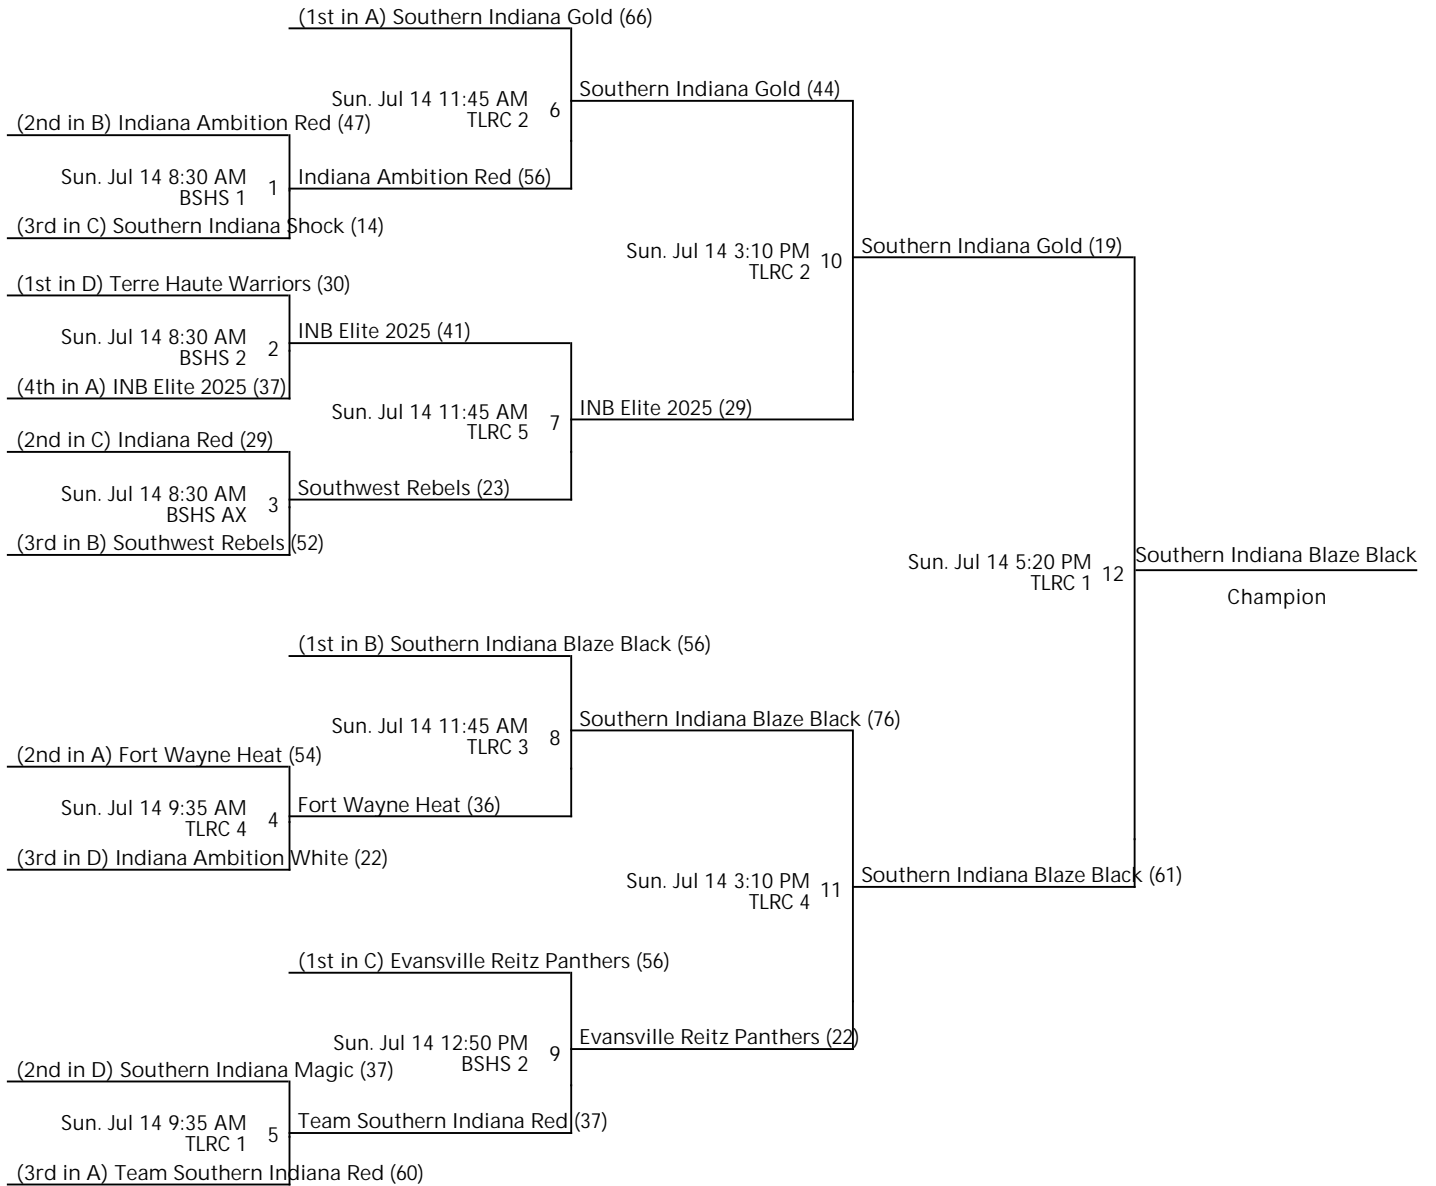 (1st in A) Southern Indiana Gold (66)
Sun. Jul 14 11:45 AM
TLRC 2
6
Southern Indiana Gold (44)
(2nd in B) Indiana Ambition Red (47)
Sun. Jul 14 8:30 AM
BSHS 1
1
Indiana Ambition Red (56)
(3rd in C) Southern Indiana Shock (14)
Sun. Jul 14 3:10 PM
TLRC 2
10
Southern Indiana Gold (19)
(1st in D) Terre Haute Warriors (30)
Sun. Jul 14 8:30 AM
BSHS 2
2
INB Elite 2025 (41)
(4th in A) INB Elite 2025 (37)
Sun. Jul 14 11:45 AM
TLRC 5
7
INB Elite 2025 (29)
(2nd in C) Indiana Red (29)
Sun. Jul 14 8:30 AM
BSHS AX
3
Southwest Rebels (23)
(3rd in B) Southwest Rebels (52)
Sun. Jul 14 5:20 PM
TLRC 1
12
Southern Indiana Blaze Black
Champion
(1st in B) Southern Indiana Blaze Black (56)
Sun. Jul 14 11:45 AM
TLRC 3
8
Southern Indiana Blaze Black (76)
(2nd in A) Fort Wayne Heat (54)
Sun. Jul 14 9:35 AM
TLRC 4
4
Fort Wayne Heat (36)
(3rd in D) Indiana Ambition White (22)
Sun. Jul 14 3:10 PM
TLRC 4
11
Southern Indiana Blaze Black (61)
(1st in C) Evansville Reitz Panthers (56)
Sun. Jul 14 12:50 PM
BSHS 2
9
Evansville Reitz Panthers (22)
(2nd in D) Southern Indiana Magic (37)
Sun. Jul 14 9:35 AM
TLRC 1
5
Team Southern Indiana Red (37)
(3rd in A) Team Southern Indiana Red (60)